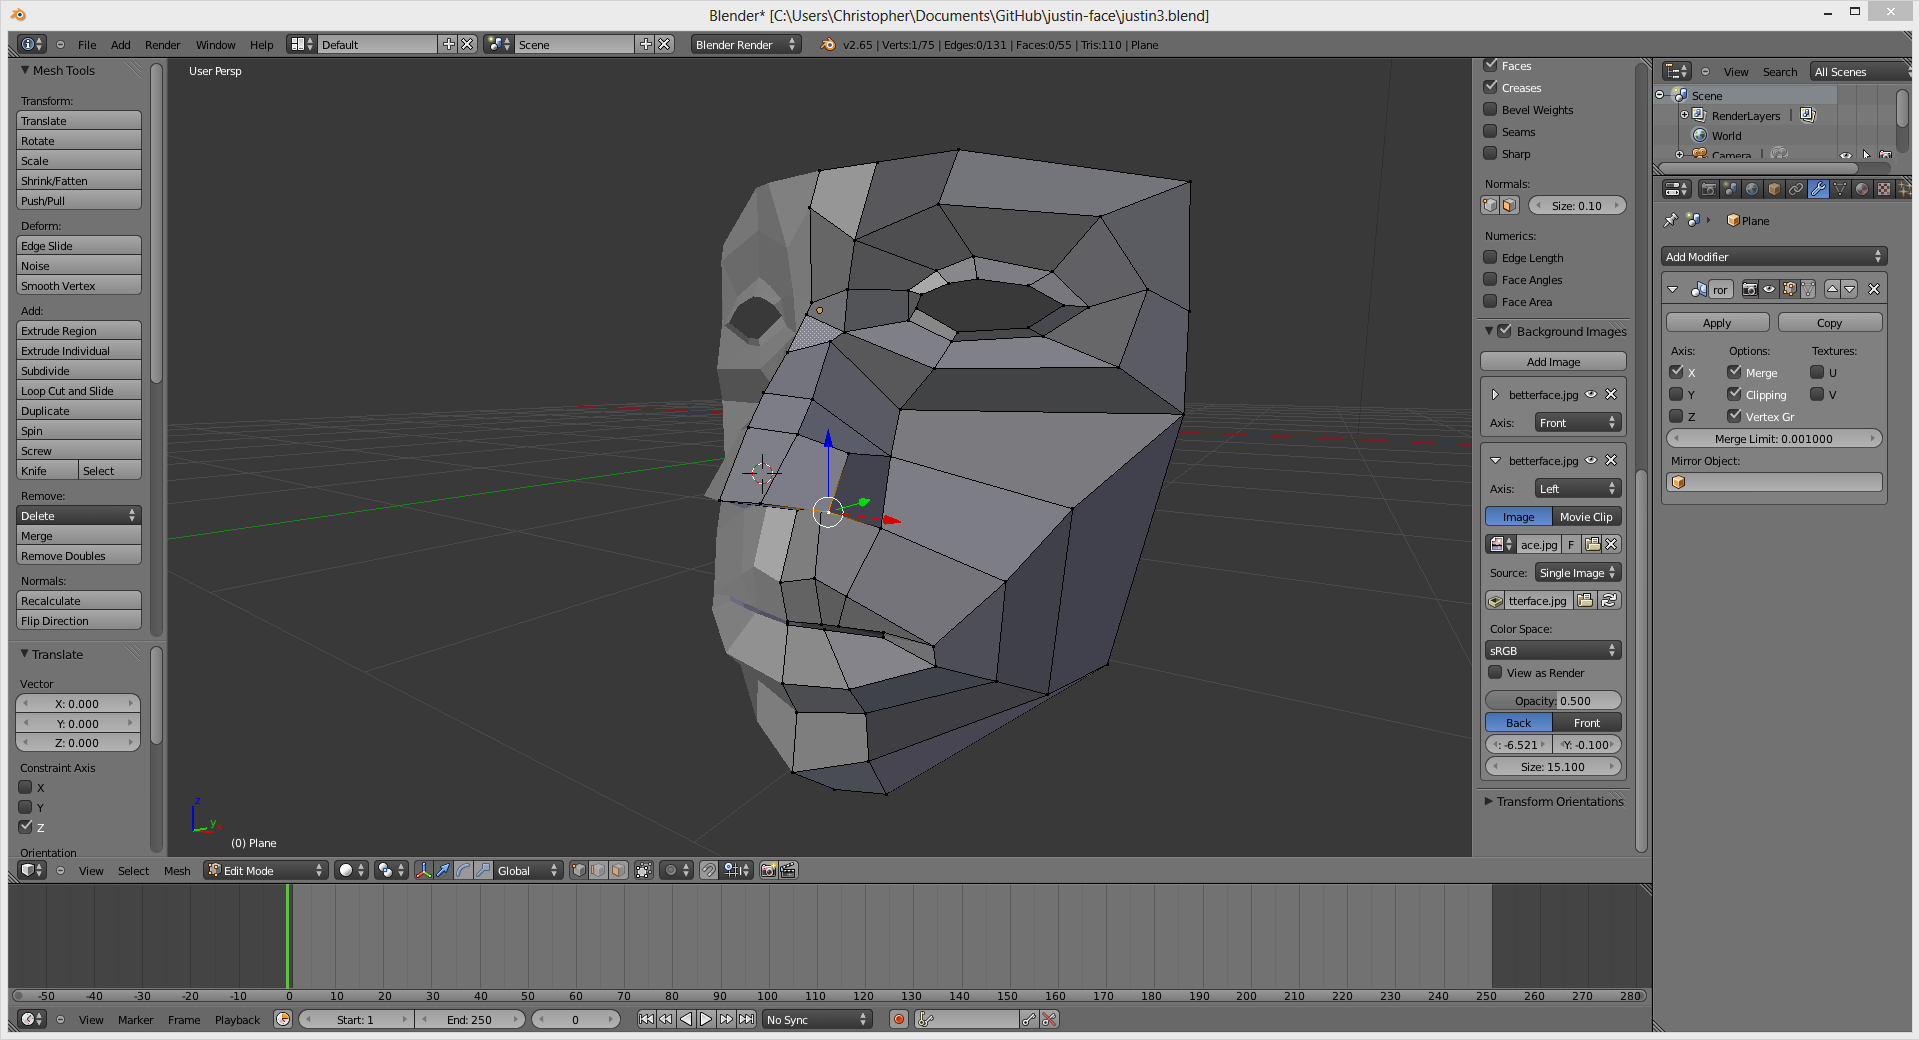 Blender* [C:\Users\Christopher\Documents\GitHub\justin-face\justin3.blend]
File Add Render Window Help Default Scene Blender Render v2.65 | Verts:1/75 | Edges:0/131 | Faces:0/55 | Tris:110 | Plane
Mesh Tools
Transform:
Translate
Rotate
Scale
Shrink/Fatten
Push/Pull
Deform:
Edge Slide
Noise
Smooth Vertex
Add:
Extrude Region
Extrude Individual
Subdivide
Loop Cut and Slide
Duplicate
Spin
Screw
Knife Select
Remove:
Delete
Merge
Remove Doubles
Normals:
Recalculate
Flip Direction
Translate
Vector
X: 0.000
Y: 0.000
Z: 0.000
Constraint Axis
X
Y
Z
Orientation
User Persp
z
y
(0) Plane
Faces
Creases
Bevel Weights
Seams
Sharp
Normals:
Size: 0.10
Numerics:
Edge Length
Face Angles
Face Area
Background Images
Add Image
betterface.jpg
Axis: Front
betterface.jpg
Axis: Left
Image Movie Clip
ace.jpg F
Source: Single Image
tterface.jpg
Color Space:
sRGB
View as Render
Opacity: 0.500
Back Front
: -6.521 Y: -0.100
Size: 15.100
Transform Orientations
View Search All Scenes
Scene
RenderLayers |
World
Camera
Plane
Add Modifier
ror
Apply Copy
Axis: Options: Textures:
X Merge U
Y Clipping V
Z Vertex Gr
Merge Limit: 0.001000
Mirror Object:
View Select Mesh Edit Mode Global
-50 -40 -30 -20 -10 0 10 20 30 40 50 60 70 80 90 100 110 120 130 140 150 160 170 180 190 200 210 220 230 240 250 260 270 280
View Marker Frame Playback Start: 1 End: 250 0 No Sync